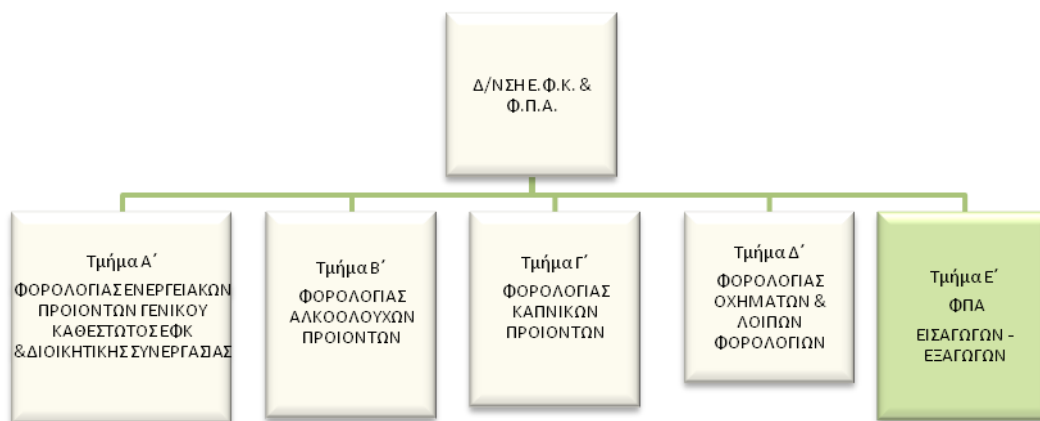 Δ/ΝΣΗ Ε.Φ.Κ. &
Φ.Π.Α.
Τμήμα Α΄
ΦΟΡΟΛΟΓΙΑΣ ΕΝΕΡΓΕΙΑΚΩΝ
ΠΡΟΙΟΝΤΩΝ ΓΕΝΙΚΟΥ
ΚΑΘΕΣΤΩΤΟΣ ΕΦΚ
& ΔΙΟΙΚΗΤΙΚΗΣ ΣΥΝΕΡΓΑΣΙΑΣ
Τμήμα Β΄
ΦΟΡΟΛΟΓΙΑΣ
ΑΛΚΟΟΛΟΥΧΩΝ
ΠΡΟΙΟΝΤΩΝ
Τμήμα Γ΄
ΦΟΡΟΛΟΓΙΑΣ
ΚΑΠΝΙΚΩΝ
ΠΡΟΙΟΝΤΩΝ
Τμήμα Δ΄
ΦΟΡΟΛΟΓΙΑΣ
ΟΧΗΜΑΤΩΝ &
ΛΟΙΠΩΝ
ΦΟΡΟΛΟΓΙΩΝ
Τμήμα Ε΄
ΦΠΑ
ΕΙΣΑΓΩΓΩΝ –
ΕΞΑΓΩΓΩΝ